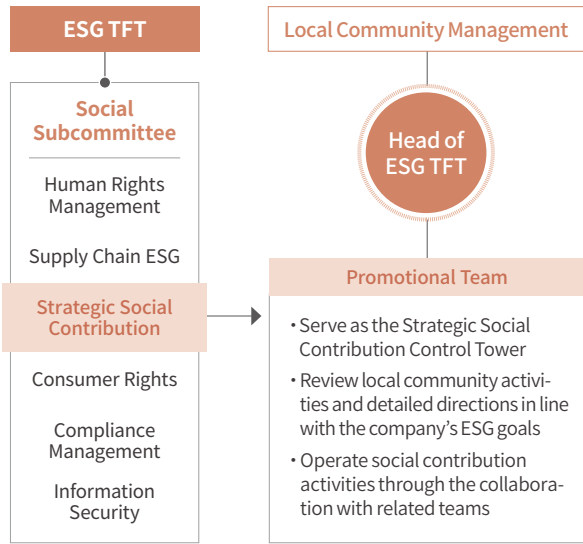 ESG TFT
Social
Subcommittee
Human Rights
Management
Supply Chain ESG
Strategic Social
Contribution
Consumer Rights
Compliance
Management
Information
Security
Local Community Management
Head of
ESG TFT
Promotional Team
• Serve as the Strategic Social
Contribution Control Tower
• Review local community activi-
ties and detailed directions in line
with the company's ESG goals
• Operate social contribution
activities through the collabora-
tion with related teams